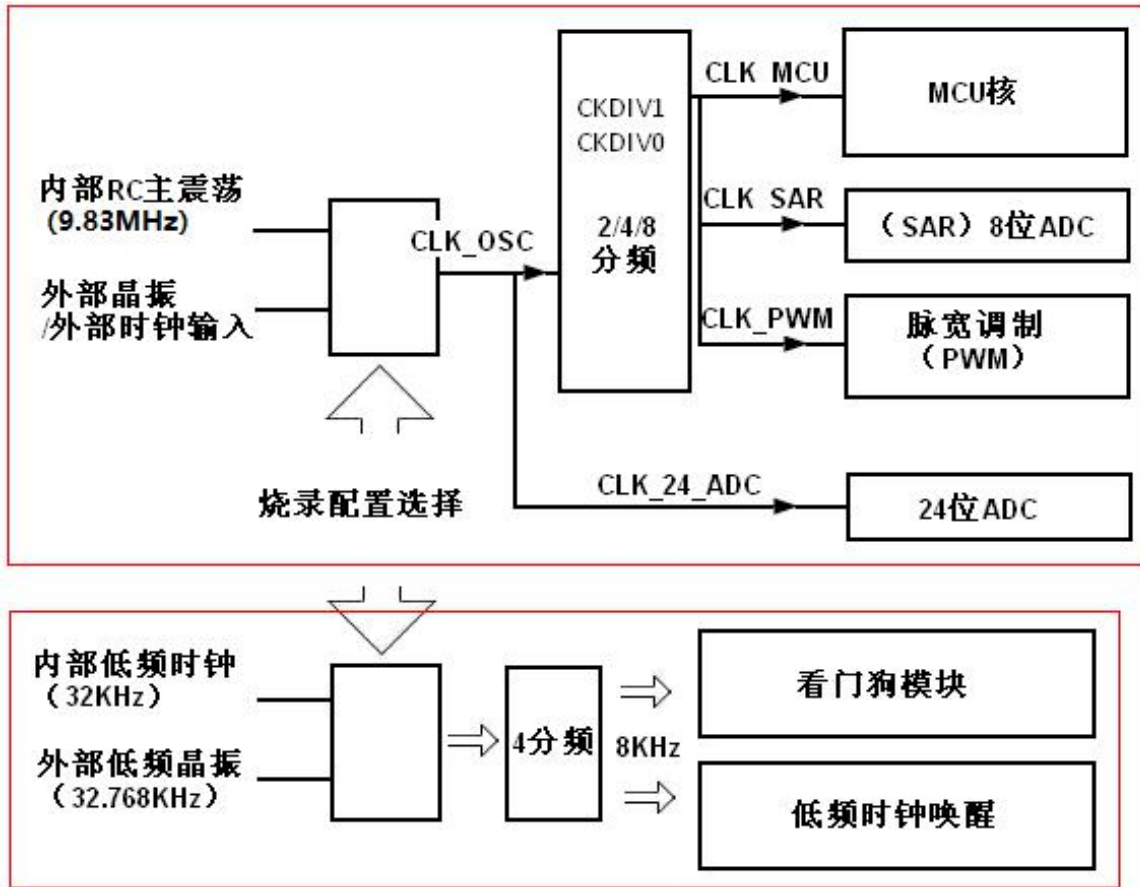 内部RC主震荡
(9.83MHz)
外部晶振
/外部时钟输入
CLK_OSC
CKDIV1
CKDIV0
2/4/8
分频
CLK_MCU
MCU核
CLK_SAR
（SAR）8位ADC
CLK_PWM
脉宽调制
（PWM）
烧录配置选择
CLK_24_ADC
24位ADC
内部低频时钟
（32KHz）
外部低频晶振
（32.768KHz）
4分频
8KHz
看门狗模块
低频时钟唤醒